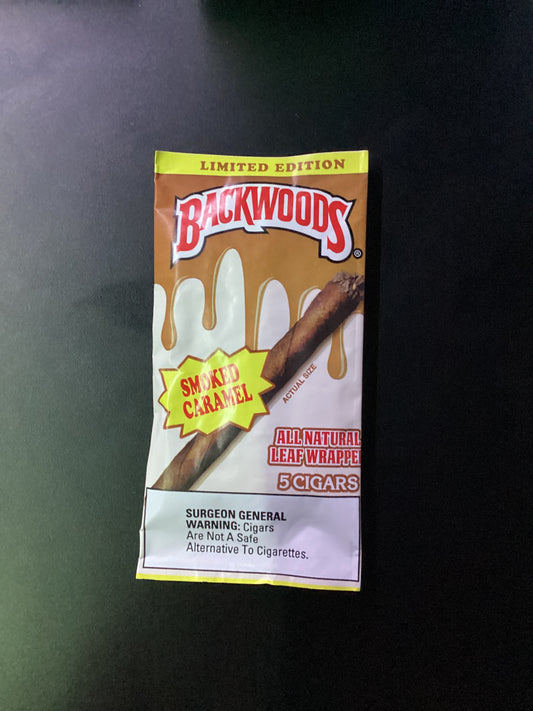 LIMITED EDITION
BACKWOODS®
SMOKED
CARAMEL
ACTUAL SIZE
ALL NATURAL
LEAF WRAPPE
5 CIGARS
SURGEON GENERAL
WARNING: Cigars
Are Not A Safe
Alternative To Cigarettes.